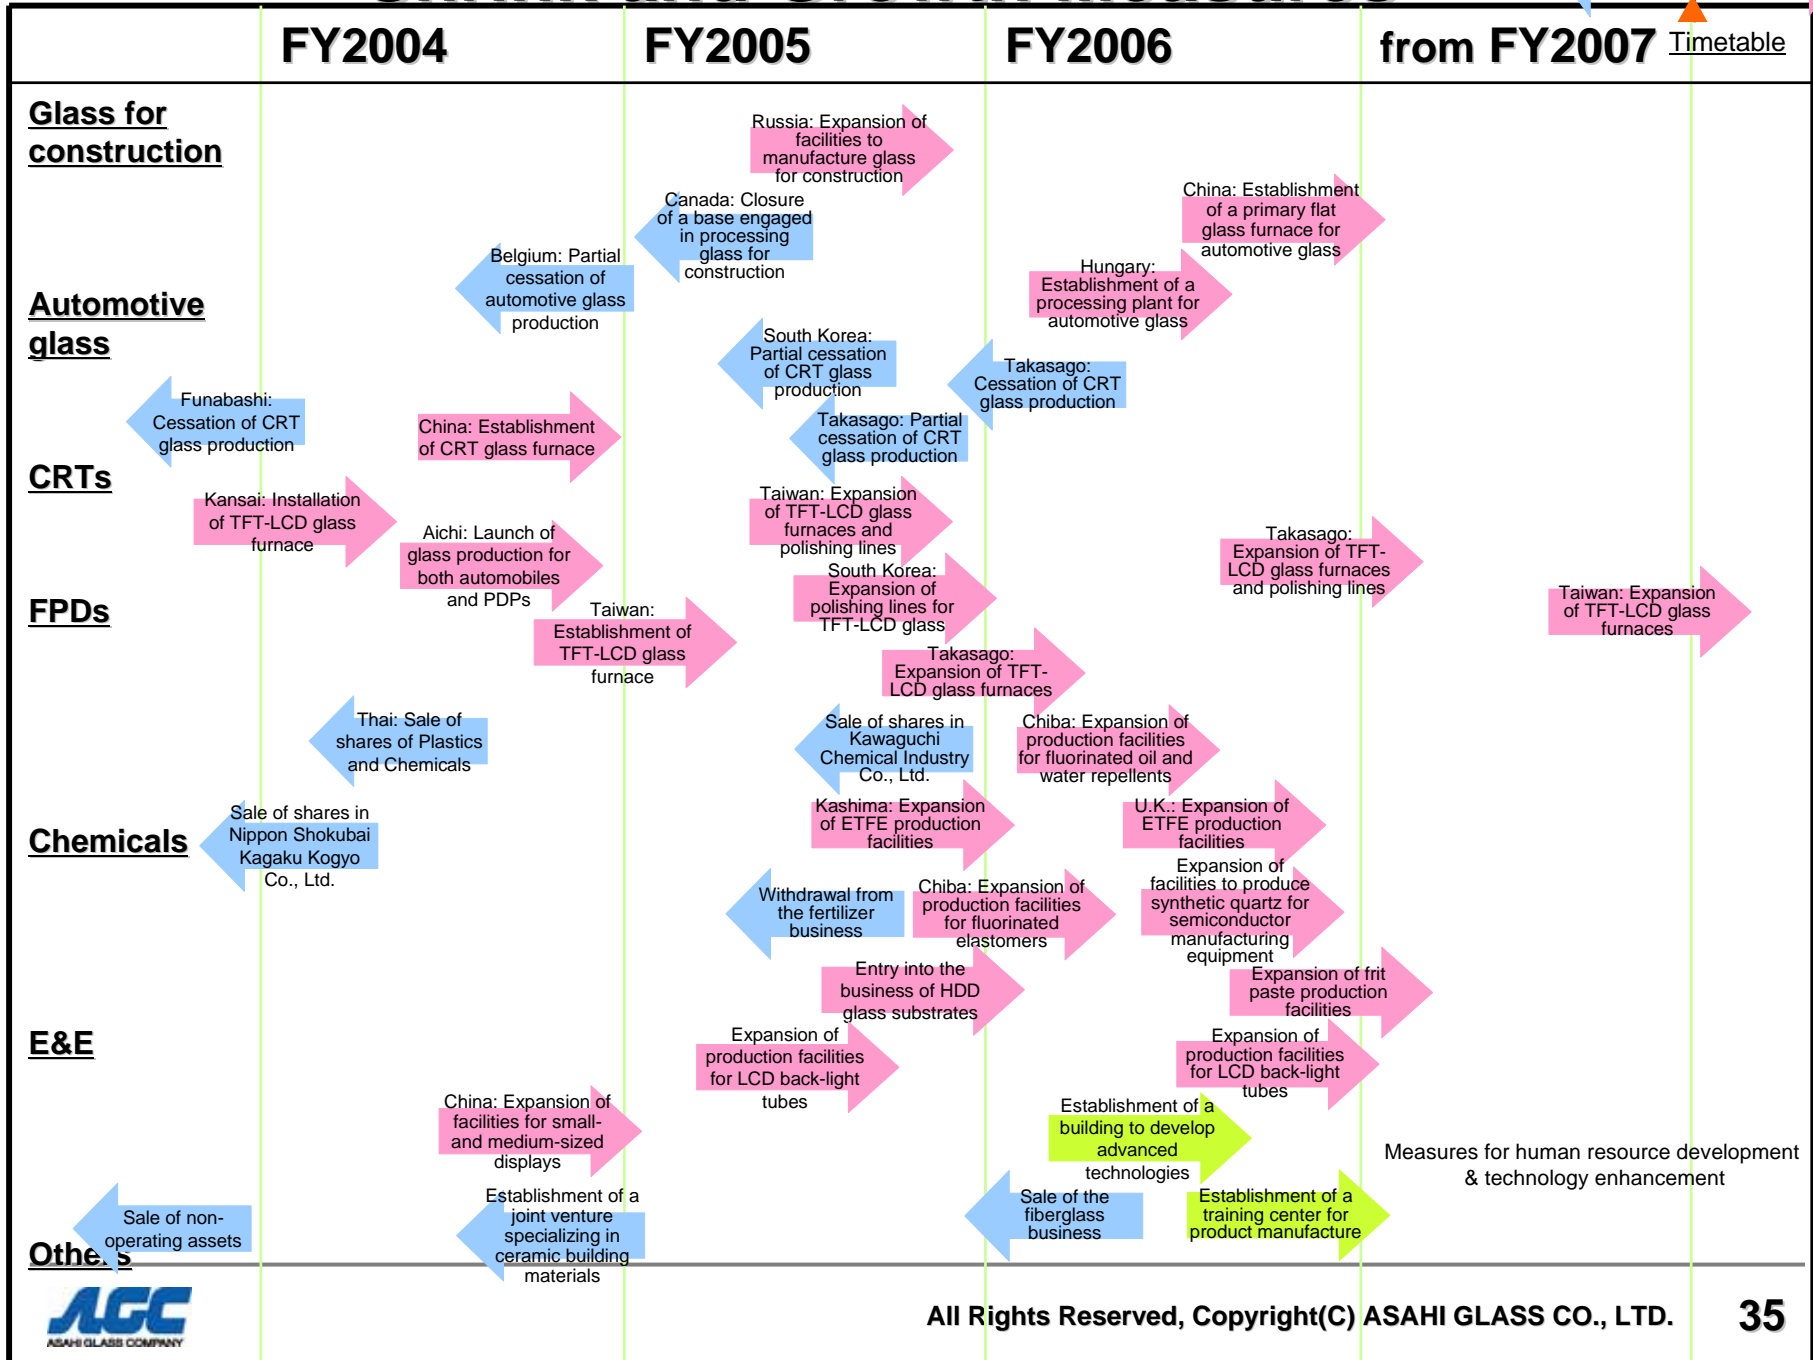 Shrink and Growth Measures
FY2004
FY2005
FY2006
from FY2007
Timetable
Glass for
construction
Russia: Expansion of
facilities to
manufacture glass
for construction
Canada: Closure
of a base engaged
in processing
glass for
construction
China: Establishment
of a primary flat
glass furnace for
automotive glass
Belgium: Partial
cessation of
automotive glass
production
Hungary:
Establishment of a
processing plant for
automotive glass
Automotive
glass
South Korea:
Partial cessation
of CRT glass
production
Takasago:
Cessation of CRT
glass production
Funabashi:
Cessation of CRT
glass production
China: Establishment
of CRT glass furnace
Takasago: Partial
cessation of CRT
glass production
CRTs
Kansai: Installation
of TFT-LCD glass
furnace
Aichi: Launch of
glass production for
both automobiles
and PDPs
Taiwan: Expansion
of TFT-LCD glass
furnaces and
polishing lines
Takasago:
Expansion of TFT-
LCD glass furnaces
and polishing lines
South Korea:
Expansion of
polishing lines for
TFT-LCD glass
Taiwan: Expansion
of TFT-LCD glass
furnaces
FPDs
Taiwan:
Establishment of
TFT-LCD glass
furnace
Takasago:
Expansion of TFT-
LCD glass furnaces
Thai: Sale of
shares of Plastics
and Chemicals
Sale of shares in
Kawaguchi
Chemical Industry
Co., Ltd.
Chiba: Expansion of
production facilities
for fluorinated oil and
water repellents
Sale of shares in
Nippon Shokubai
Kagaku Kogyo
Co., Ltd.
Kashima: Expansion
of ETFE production
facilities
U.K.: Expansion of
ETFE production
facilities
Chemicals
Withdrawal from
the fertilizer
business
Chiba: Expansion of
production facilities
for fluorinated
elastomers
Expansion of
facilities to produce
synthetic quartz for
semiconductor
manufacturing
equipment
Entry into the
business of HDD
glass substrates
Expansion of frit
paste production
facilities
E&E
Expansion of
production facilities
for LCD back-light
tubes
Expansion of
production facilities
for LCD back-light
tubes
China: Expansion of
facilities for small-
and medium-sized
displays
Establishment of a
building to develop
advanced
technologies
Measures for human resource development
& technology enhancement
Sale of non-
operating assets
Establishment of a
joint venture
specializing in
ceramic building
materials
Sale of the
fiberglass
business
Establishment of a
training center for
product manufacture
Others
AGC
ASAHI GLASS COMPANY
All Rights Reserved, Copyright(C) ASAHI GLASS CO., LTD.
35